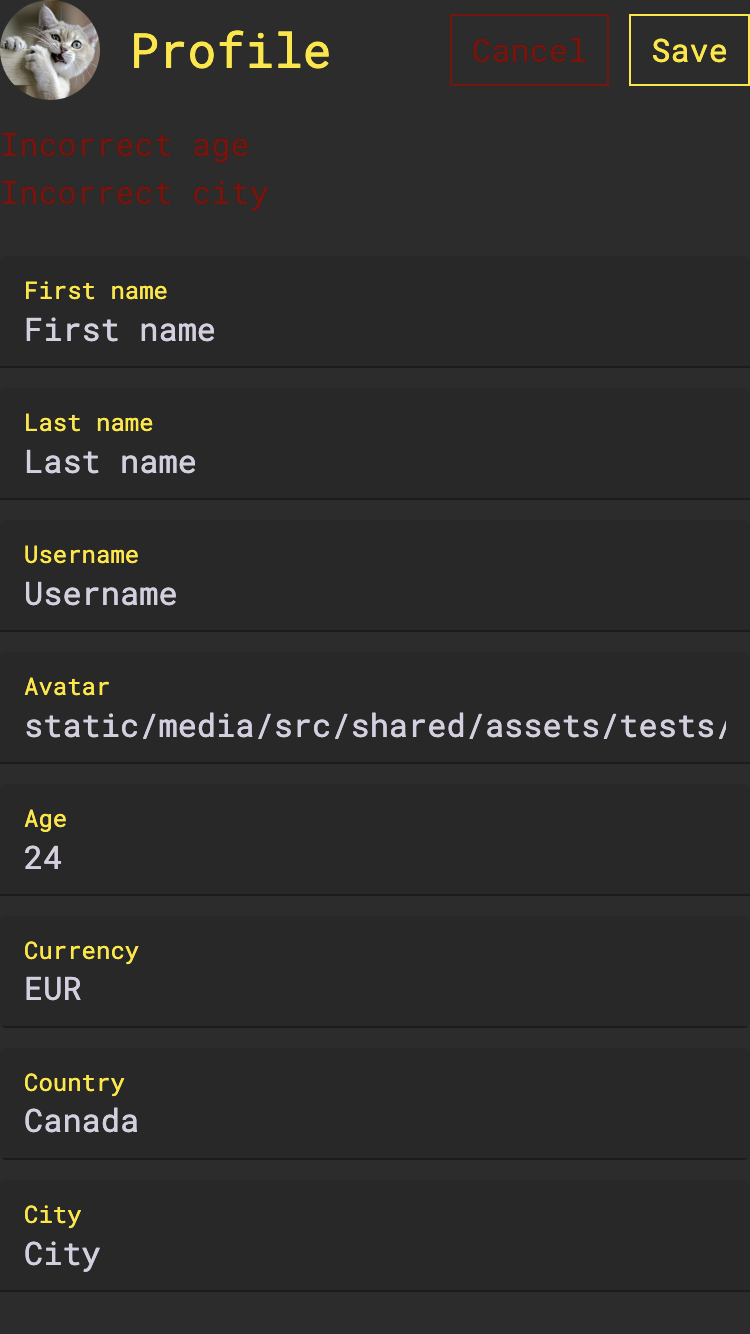 Profile
Cancel
Save
Incorrect age
Incorrect city
First name
First name
Last name
Last name
Username
Username
Avatar
static/media/src/shared/assets/tests/
Age
24
Currency
EUR
Country
Canada
City
City